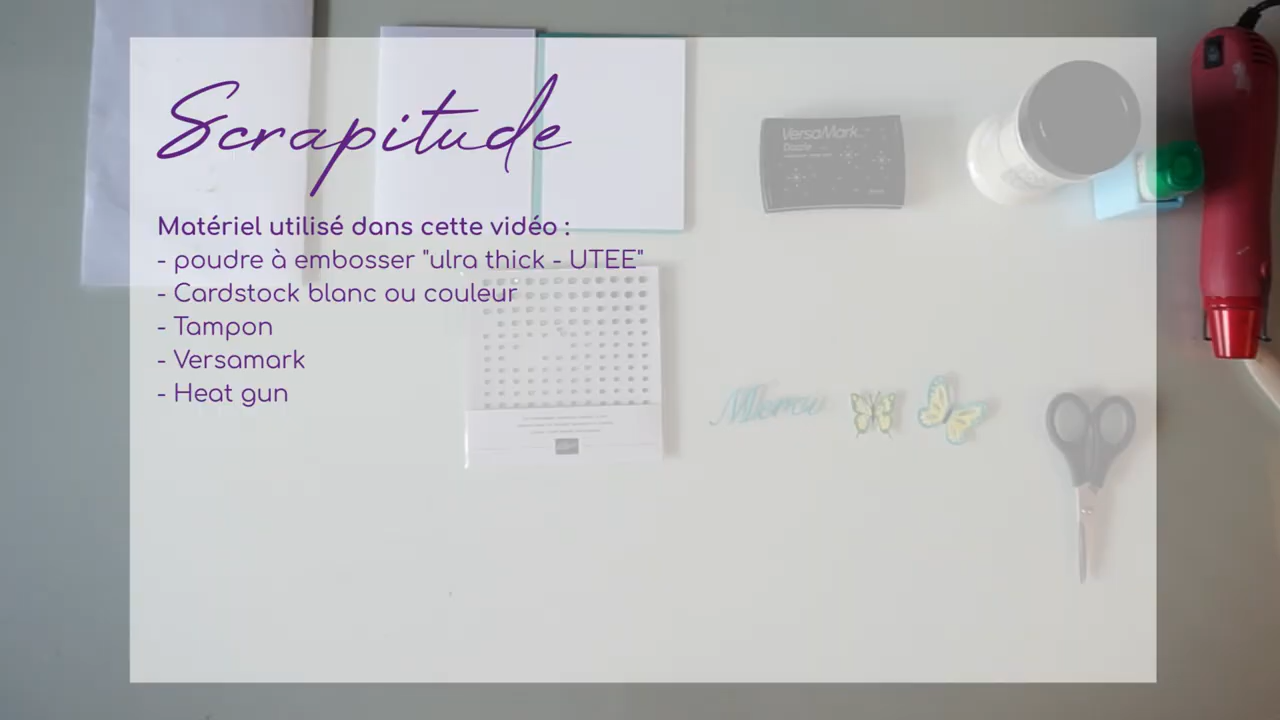 Scrapitude
Matériel utilisé dans cette vidéo :
- poudre à embosser "ulra thick - UTEE"
- Cardstock blanc ou couleur
- Tampon
- Versamark
- Heat gun
VersaMark
Dazzle
Merci